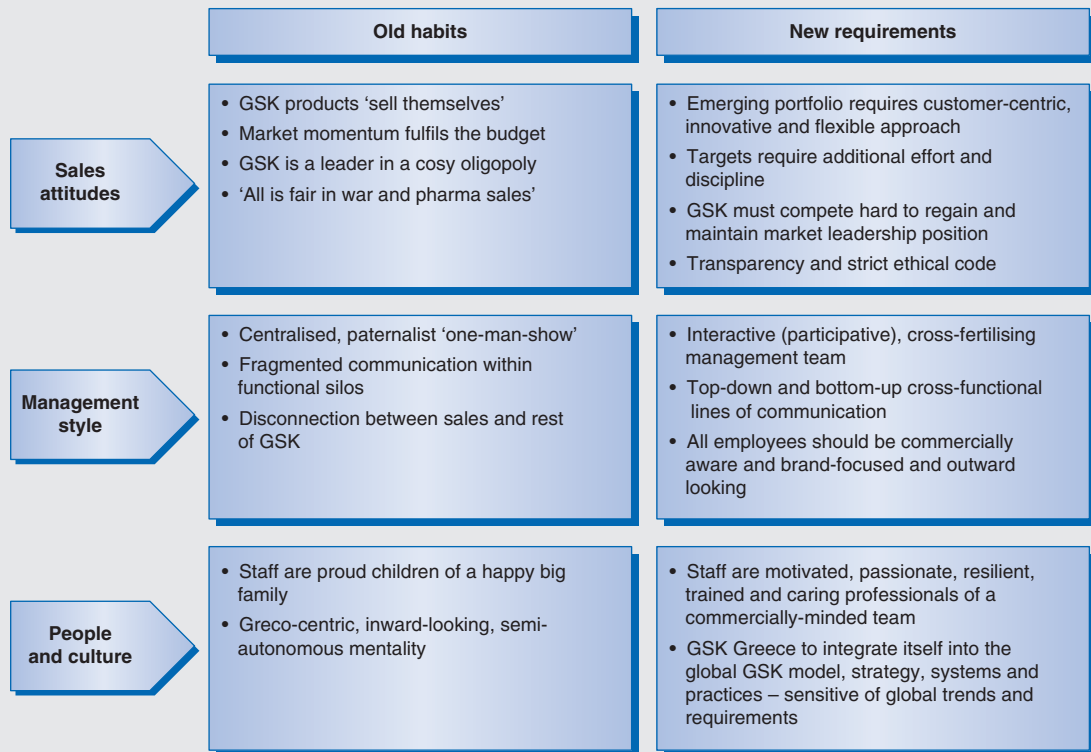 Old habits
New requirements
Sales
attitudes
• GSK products ‘sell themselves’
• Market momentum fulfils the budget
• GSK is a leader in a cosy oligopoly
• ‘All is fair in war and pharma sales’
• Emerging portfolio requires customer-centric,
innovative and flexible approach
• Targets require additional effort and
discipline
• GSK must compete hard to regain and
maintain market leadership position
• Transparency and strict ethical code
Management
style
• Centralised, paternalist ‘one-man-show’
• Fragmented communication within
functional silos
• Disconnection between sales and rest
of GSK
• Interactive (participative), cross-fertilising
management team
• Top-down and bottom-up cross-functional
lines of communication
• All employees should be commercially
aware and brand-focused and outward
looking
People
and culture
• Staff are proud children of a happy big
family
• Greco-centric, inward-looking, semi-
autonomous mentality
• Staff are motivated, passionate, resilient,
trained and caring professionals of a
commercially-minded team
• GSK Greece to integrate itself into the
global GSK model, strategy, systems and
practices – sensitive of global trends and
requirements